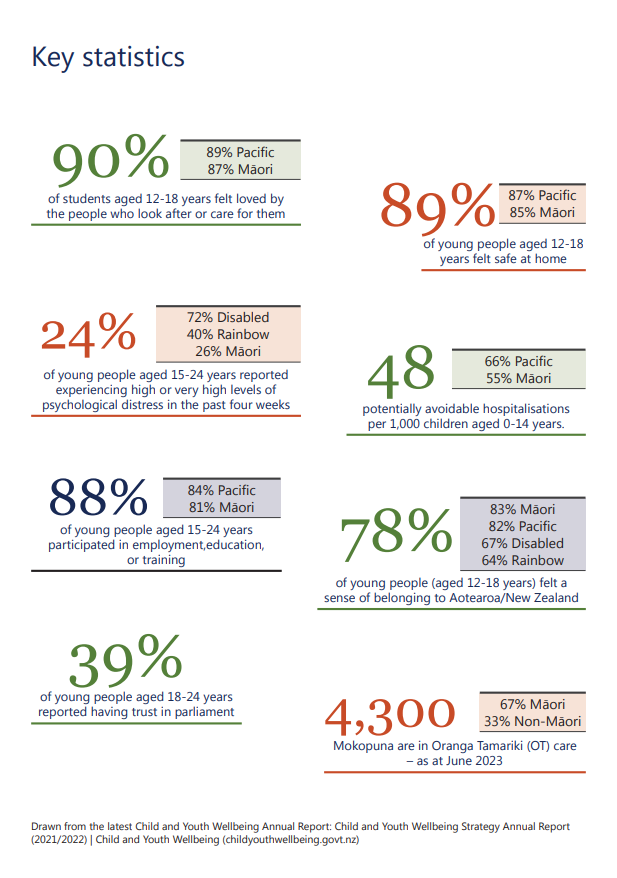 Key statistics
90%
89% Pacific
87% Māori
of students aged 12-18 years felt loved by
the people who look after or care for them
89%
87% Pacific
85% Māori
of young people aged 12-18
years felt safe at home
24%
72% Disabled
40% Rainbow
26% Māori
of young people aged 15-24 years reported
experiencing high or very high levels of
psychological distress in the past four weeks
48
66% Pacific
55% Māori
potentially avoidable hospitalisations
per 1,000 children aged 0-14 years.
88%
84% Pacific
81% Māori
of young people aged 15-24 years
participated in employment,education,
or training
78%
83% Māori
82% Pacific
67% Disabled
64% Rainbow
of young people (aged 12-18 years) felt a
sense of belonging to Aotearoa/New Zealand
39%
of young people aged 18-24 years
reported having trust in parliament
4,300
67% Māori
33% Non-Māori
Mokopuna are in Oranga Tamariki (OT) care
– as at June 2023
Drawn from the latest Child and Youth Wellbeing Annual Report: Child and Youth Wellbeing Strategy Annual Report
(2021/2022) | Child and Youth Wellbeing (childyouthwellbeing.govt.nz)